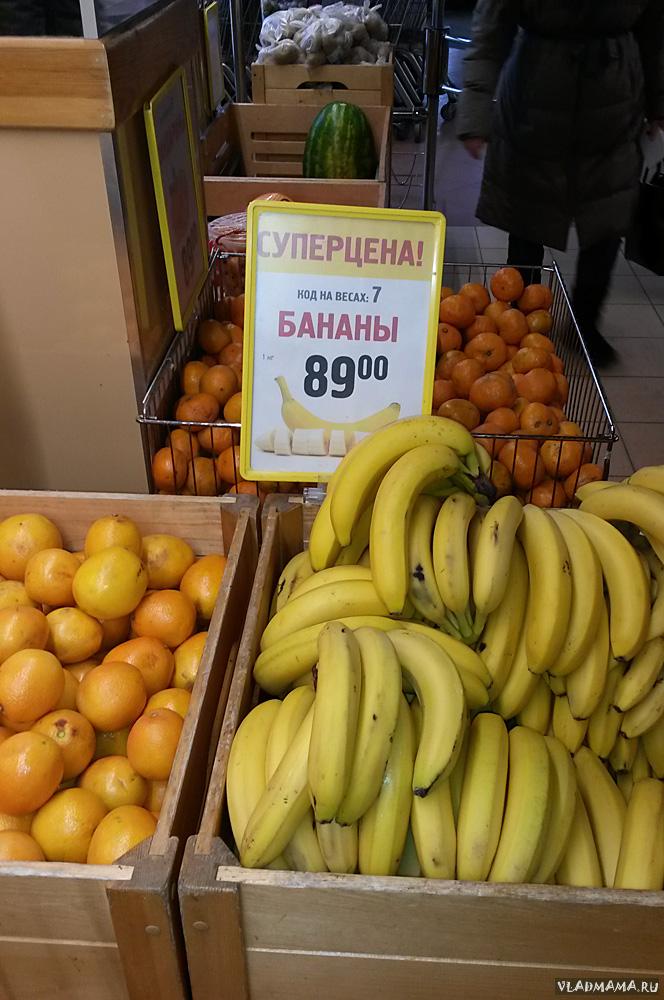 СУПЕРЦЕНА!
КОД НА ВЕСАХ: 7
БАНАНЫ
1 кг
89⁰⁰
VLADMAMA.RU